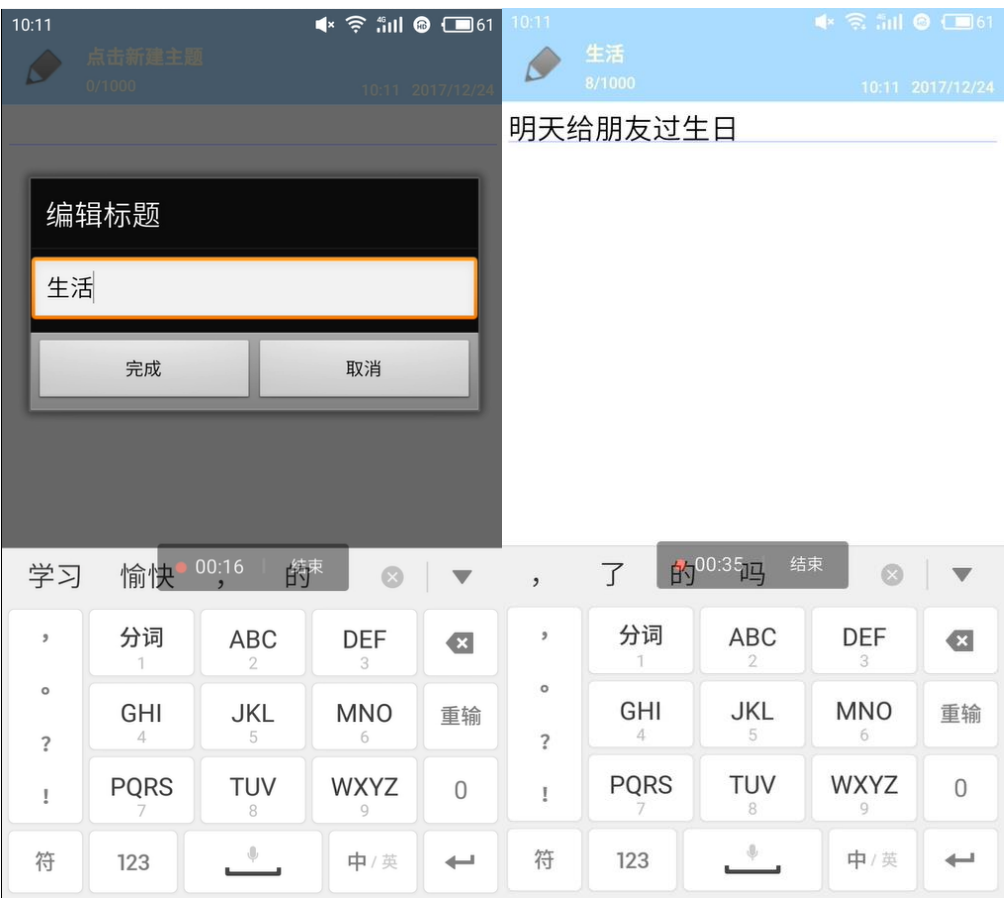 10:11
4G
HD
61
点击新建主题
0/1000
10:11 2017/12/24
编辑标题
生活
完成
取消
00:16
结束
学习 愉快 , 的
,
分词
1
ABC
2
DEF
3
。
GHI
4
JKL
5
MNO
6
重输
?
PQRS
7
TUV
8
WXYZ
9
0
!
符
123
中/英
10:11
4G
HD
61
生活
8/1000
10:11 2017/12/24
明天给朋友过生日
00:35
结束
, 了 的 吗
,
分词
1
ABC
2
DEF
3
。
GHI
4
JKL
5
MNO
6
重输
?
PQRS
7
TUV
8
WXYZ
9
0
!
符
123
中/英